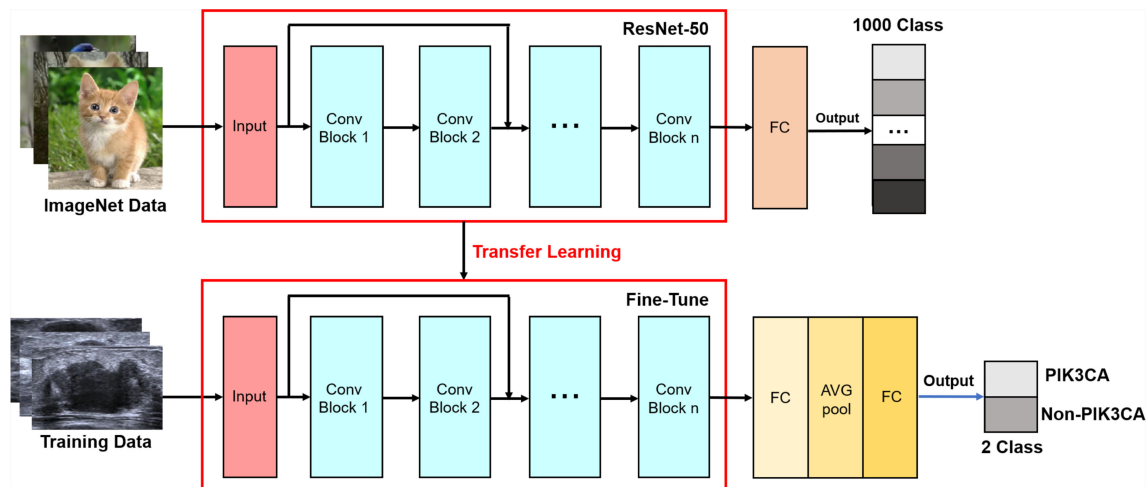 ResNet-50
1000 Class
Input
Conv
Block 1
Conv
Block 2
...
Conv
Block n
FC
Output
...
ImageNet Data
Transfer Learning
Fine-Tune
Input
Conv
Block 1
Conv
Block 2
...
Conv
Block n
FC
AVG
pool
FC
Output
PIK3CA
Non-PIK3CA
2 Class
Training Data